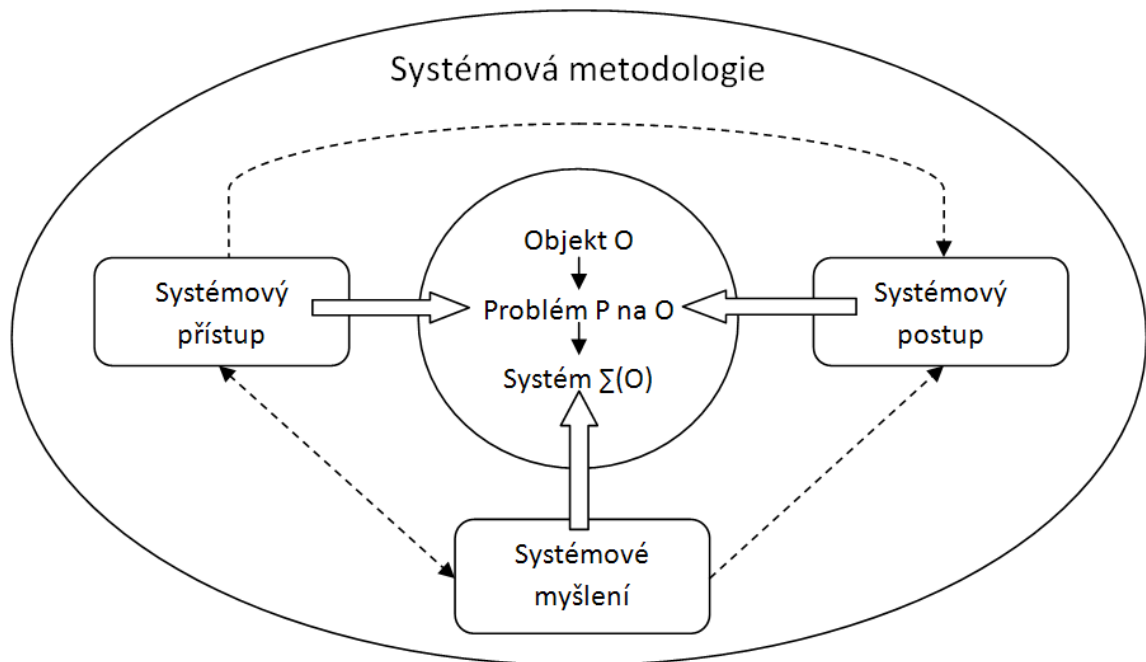 Systémová metodologie
Objekt O
Systémový
přístup
Problém P na O
Systémový
postup
Systém ∑(O)
Systémové
myšlení